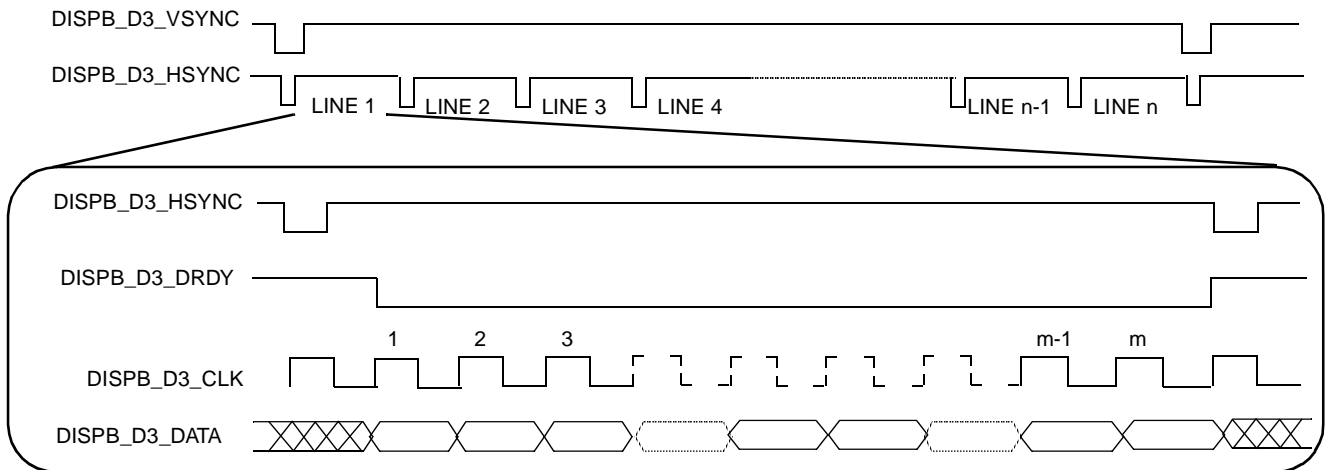 DISPB_D3_VSYNC
DISPB_D3_HSYNC
LINE 1 LINE 2 LINE 3 LINE 4 LINE n-1 LINE n
DISPB_D3_HSYNC
DISPB_D3_DRDY
1 2 3 m-1 m
DISPB_D3_CLK
DISPB_D3_DATA